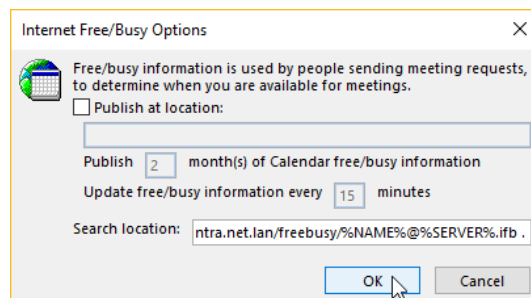 Internet Free/Busy Options
Free/busy information is used by people sending meeting requests,
to determine when you are available for meetings.
Publish at location:
Publish 2 month(s) of Calendar free/busy information
Update free/busy information every 15 minutes
Search location: ntra.net.lan/freebusy/%NAME%@%SERVER%.ifb .
OK Cancel